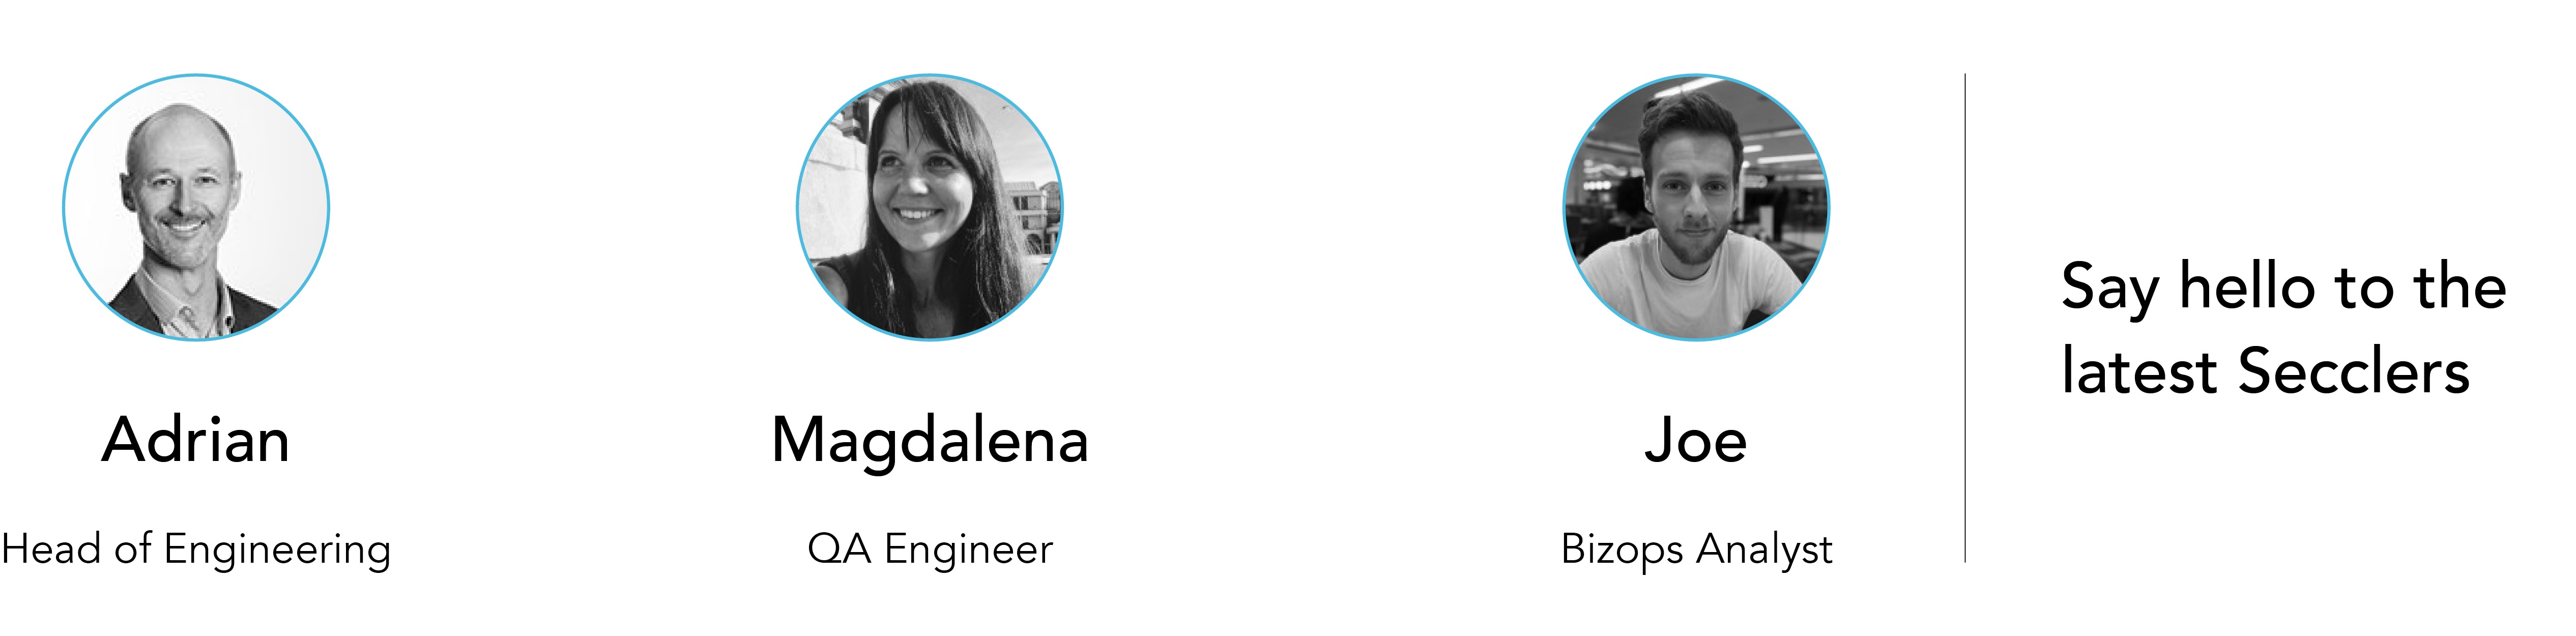 Adrian
Head of Engineering
Magdalena
QA Engineer
Joe
Bizops Analyst
Say hello to the
latest Secclers